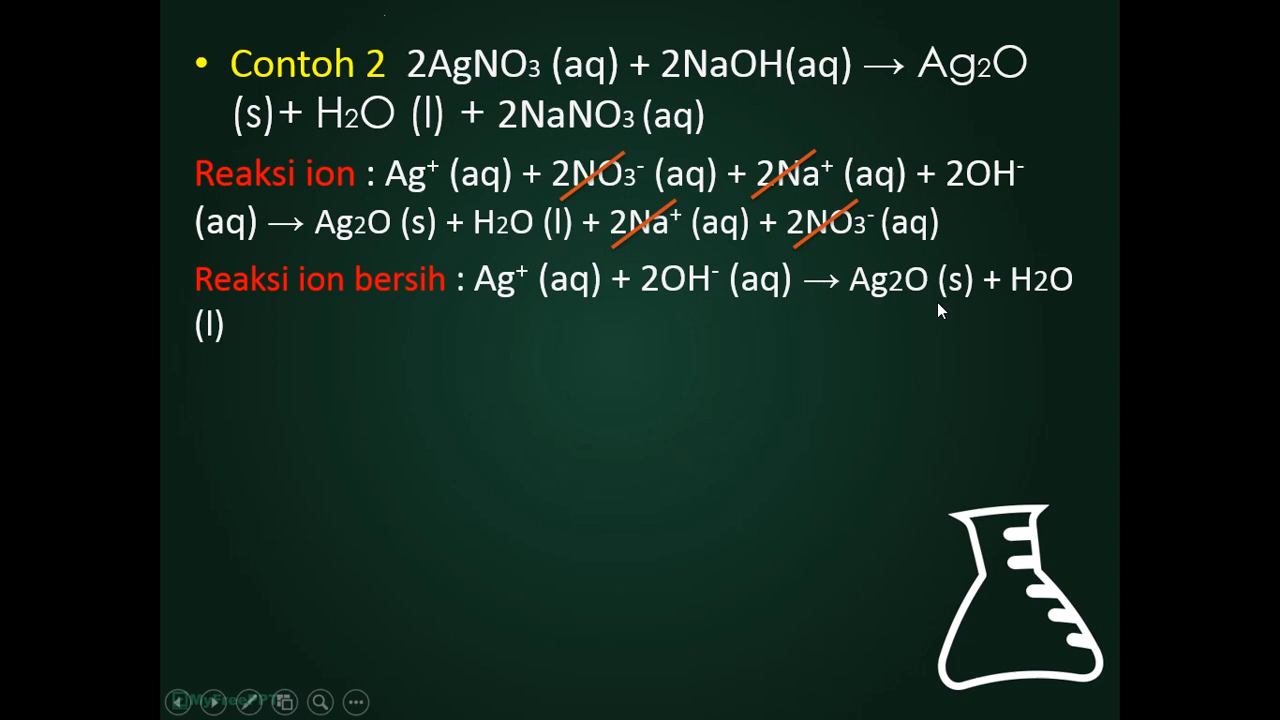 • Contoh 2 2AgNO₃ (aq) + 2NaOH(aq) → Ag₂O
(s)+ H₂O (l) + 2NaNO₃ (aq)
Reaksi ion : Ag⁺ (aq) + 2NO₃⁻ (aq) + 2Na⁺ (aq) + 2OH⁻
(aq) → Ag₂O (s) + H₂O (l) + 2Na⁺ (aq) + 2NO₃⁻ (aq)
Reaksi ion bersih : Ag⁺ (aq) + 2OH⁻ (aq) → Ag₂O (s) + H₂O
(l)